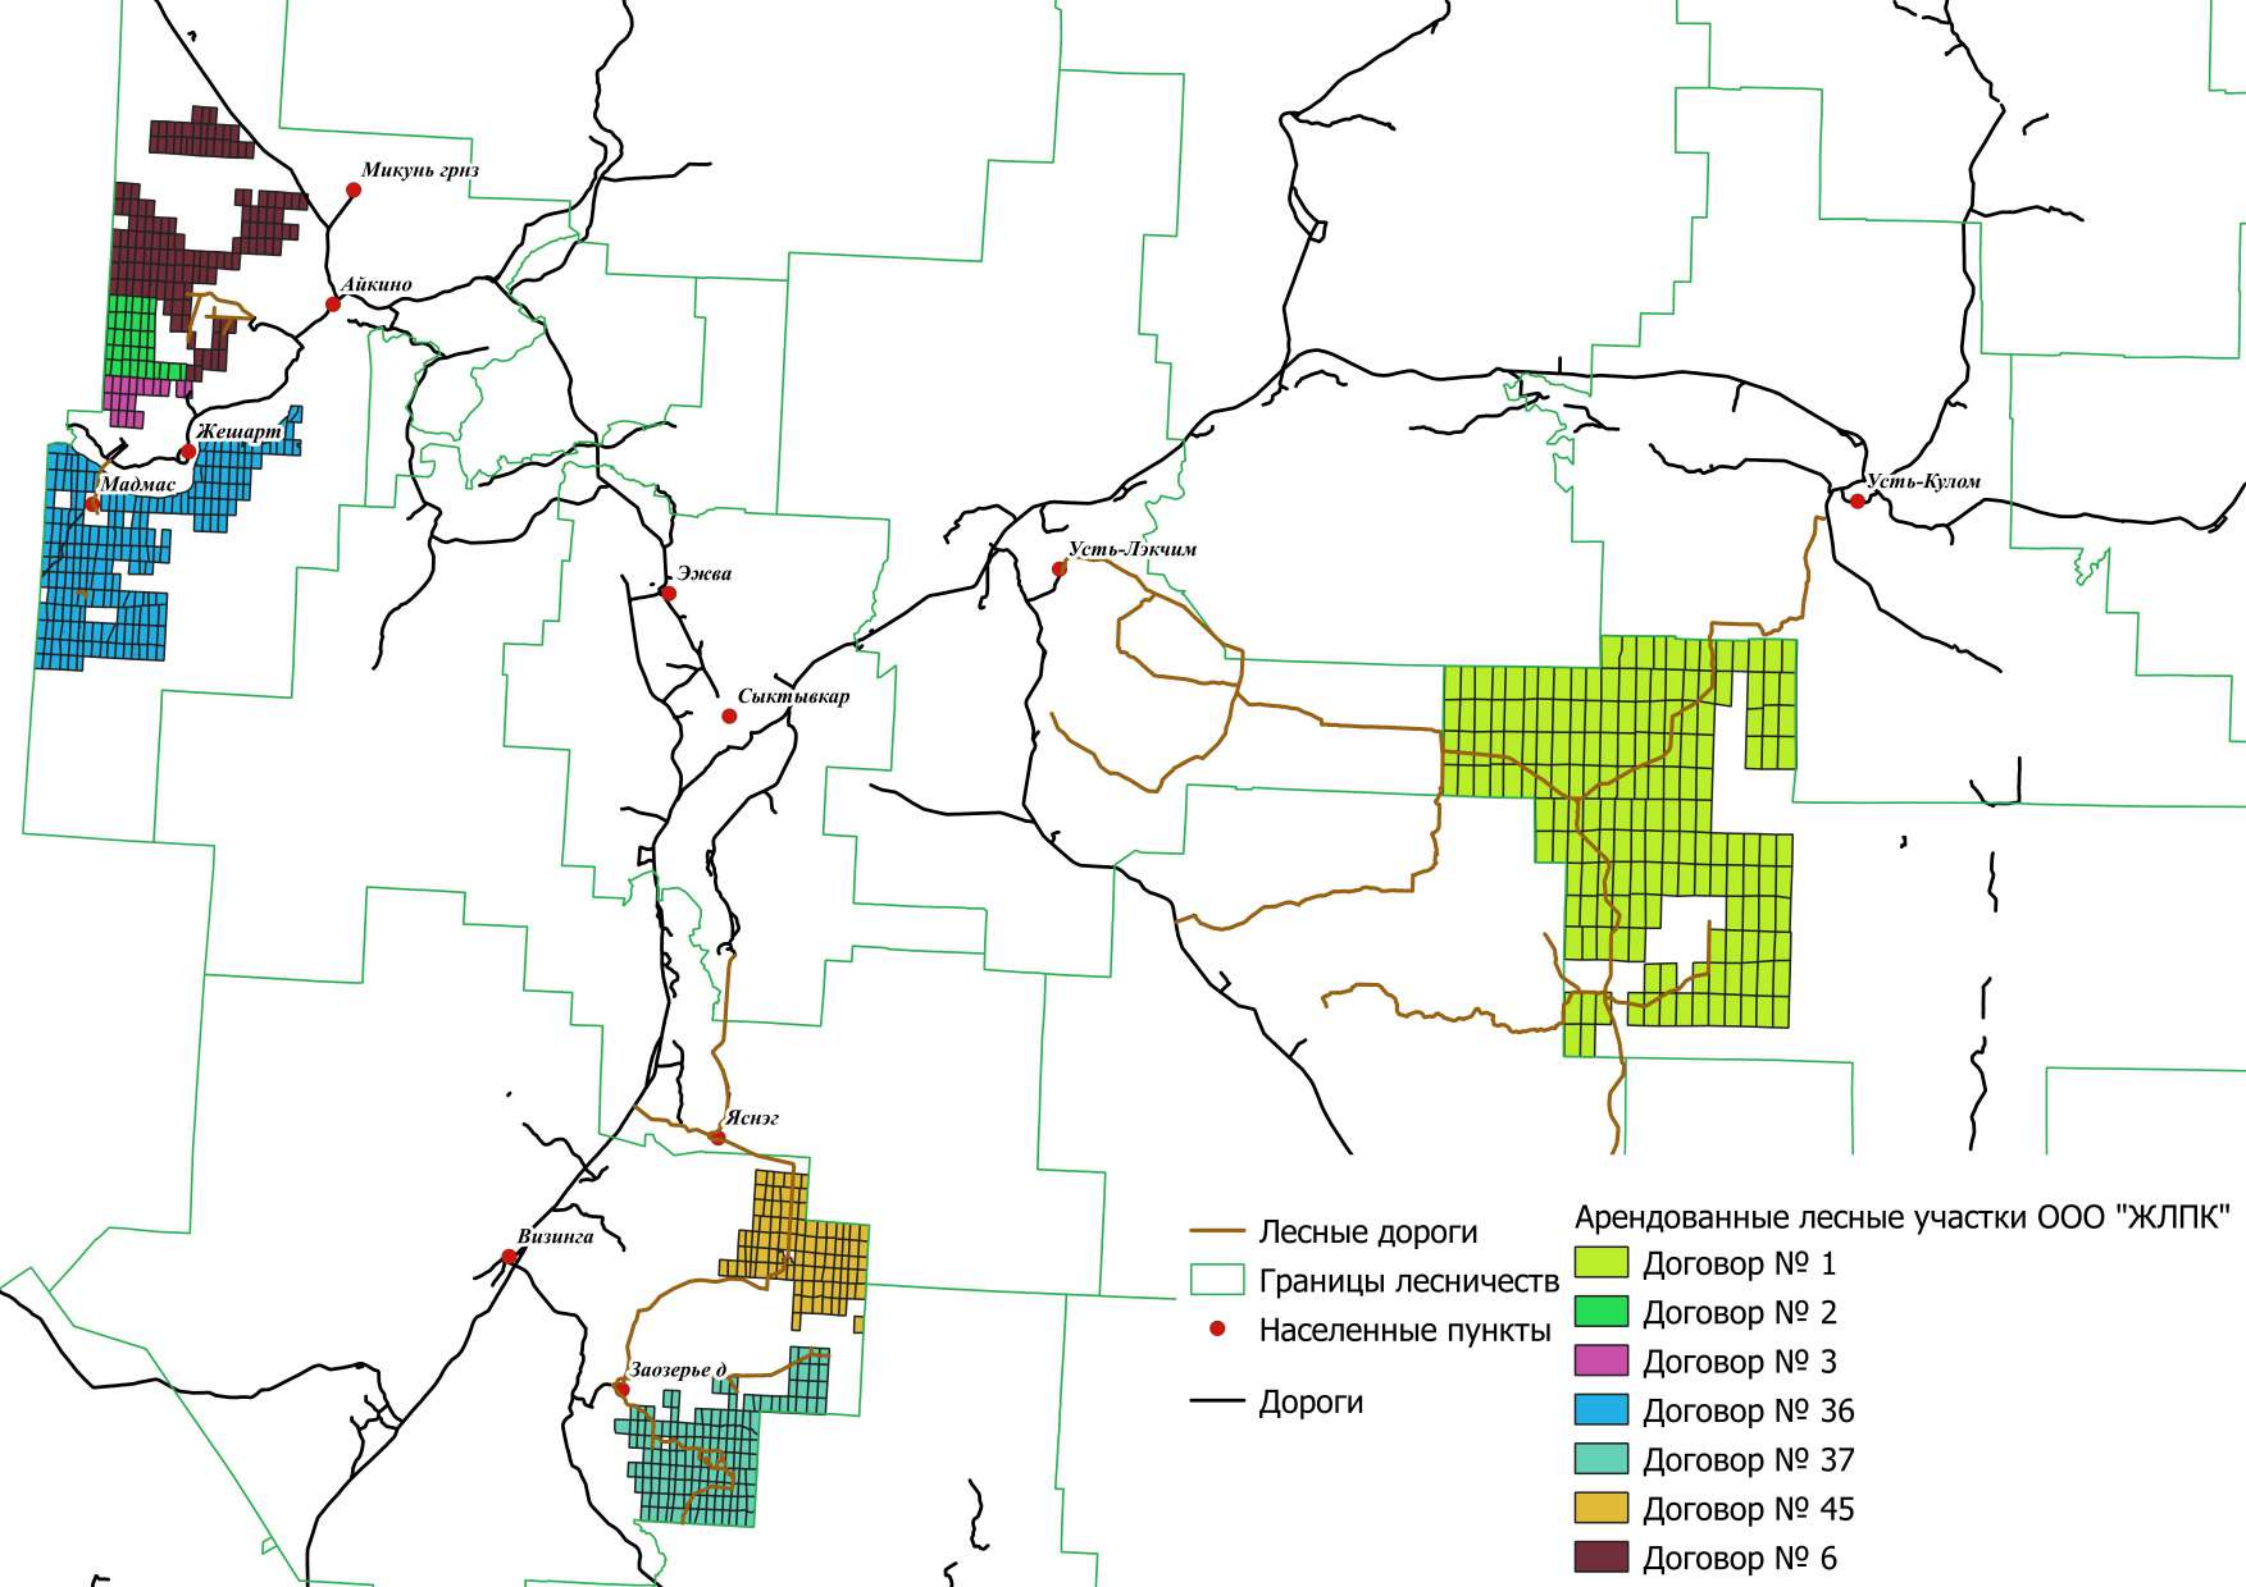 Микунь грнз
Айкино
Жешарт
Мадмас
Усть-Кулом
Усть-Лэкчим
Эжва
Сыктывкар
Яснэг
Визинга
Заозерье д
Лесные дороги
Границы лесничеств
Населенные пункты
Дороги
Арендованные лесные участки ООО "ЖЛПК"
Договор № 1
Договор № 2
Договор № 3
Договор № 36
Договор № 37
Договор № 45
Договор № 6